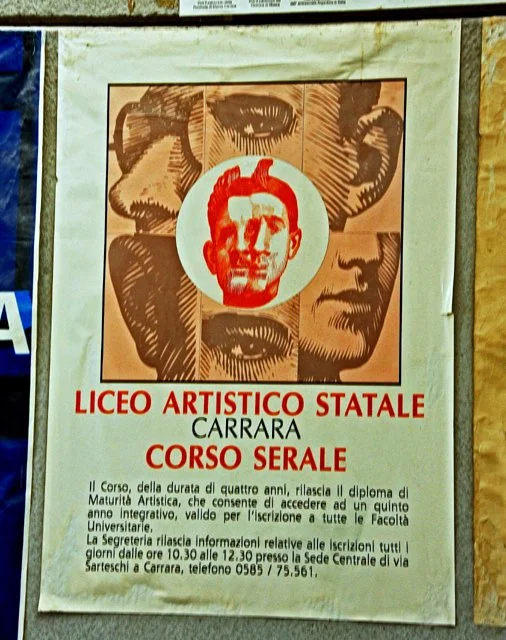 LICEO ARTISTICO STATALE
CARRARA
CORSO SERALE
Il Corso, della durata di quattro anni, rilascia il diploma di
Maturità Artistica, che consente di accedere ad un quinto
anno integrativo, valido per l'iscrizione a tutte le Facoltà
Universitarie.
La Segreteria rilascia informazioni relative alle iscrizioni tutti i
giorni dalle ore 10.30 alle 12.30 presso la Sede Centrale di via
Sarteschi a Carrara, telefono 0585 / 75.561.
A